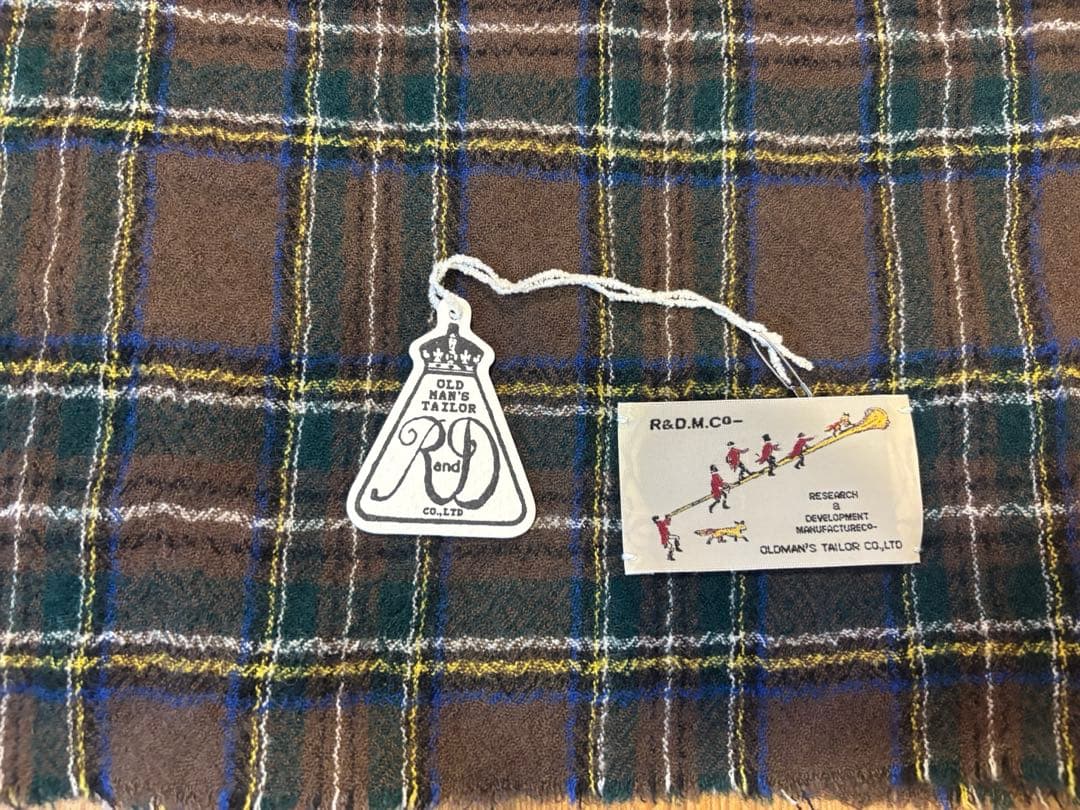 OLD
MAN'S
TAILOR
R and D
CO.,LTD
R&D.M.Co-
RESEARCH
&
DEVELOPMENT
MANUFACTURECO-
OLDMAN'S TAILOR CO.,LTD